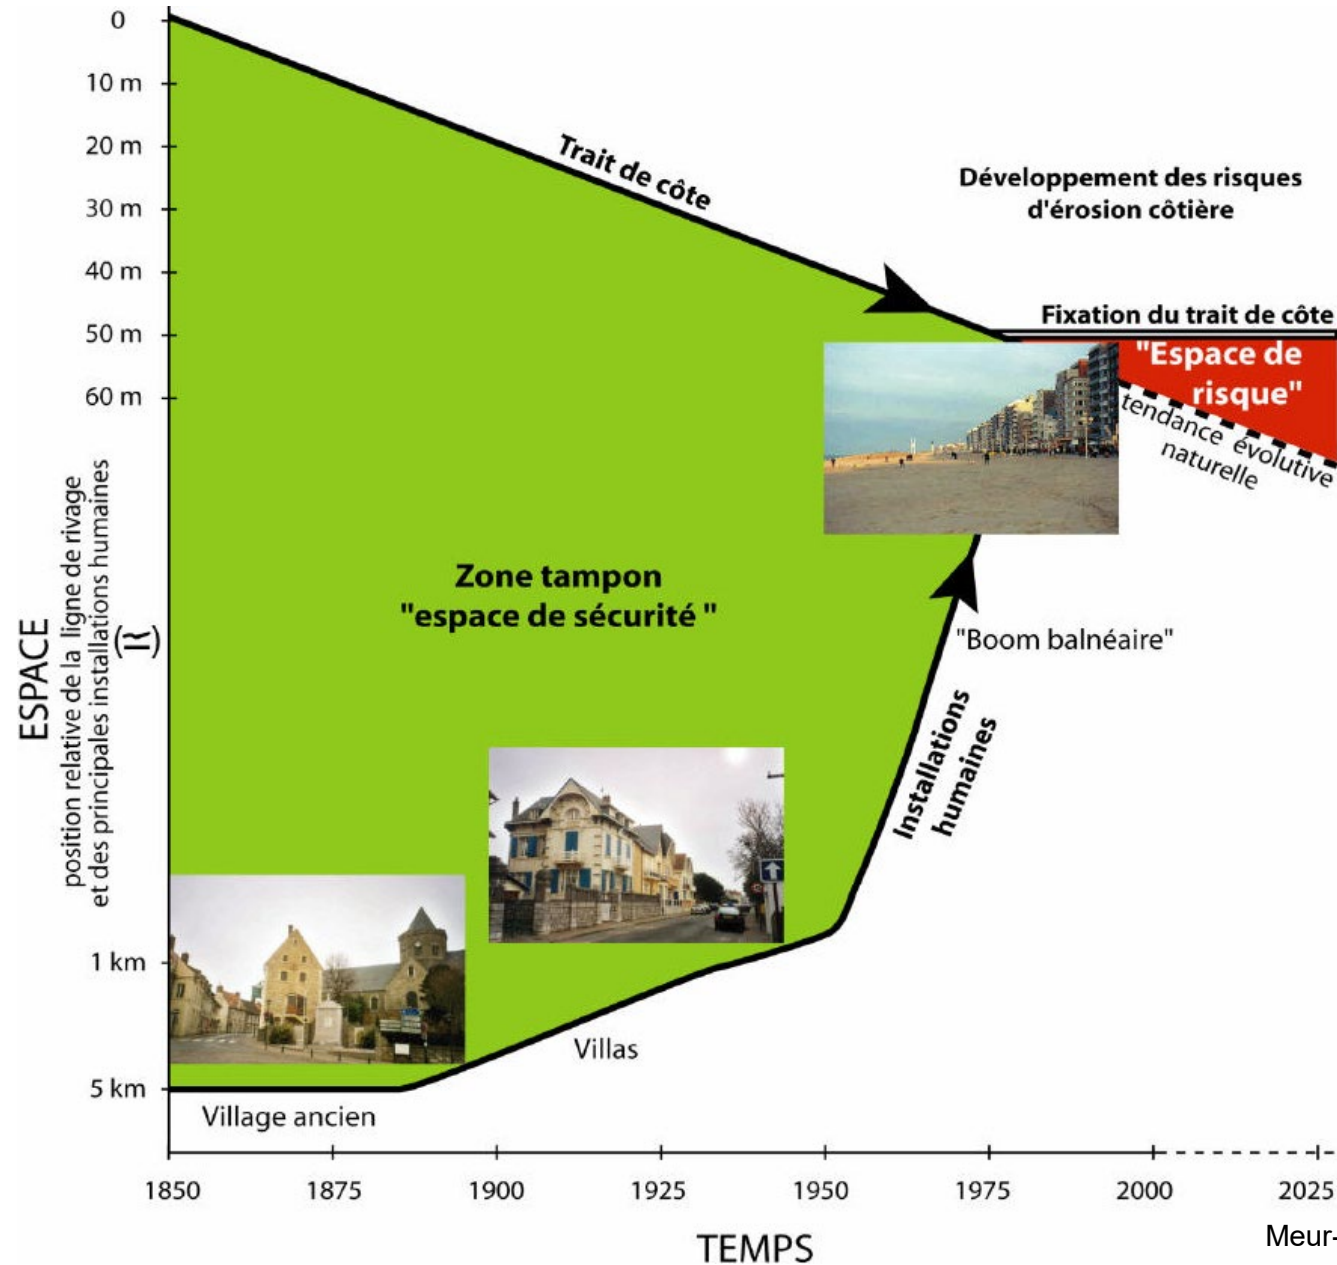 0
10 m
20 m
30 m
40 m
50 m
60 m
1 km
5 km
ESPACE
position relative de la ligne de rivage
et des principales installations humaines
(≃)
Trait de côte
Développement des risques
d'érosion côtière
Fixation du trait de côte
"Espace de
risque"
tendance évolutive
naturelle
Zone tampon
"espace de sécurité "
"Boom balnéaire"
Installations
humaines
Villas
Village ancien
1850
1875
1900
1925
1950
1975
2000
2025
TEMPS
Meur-